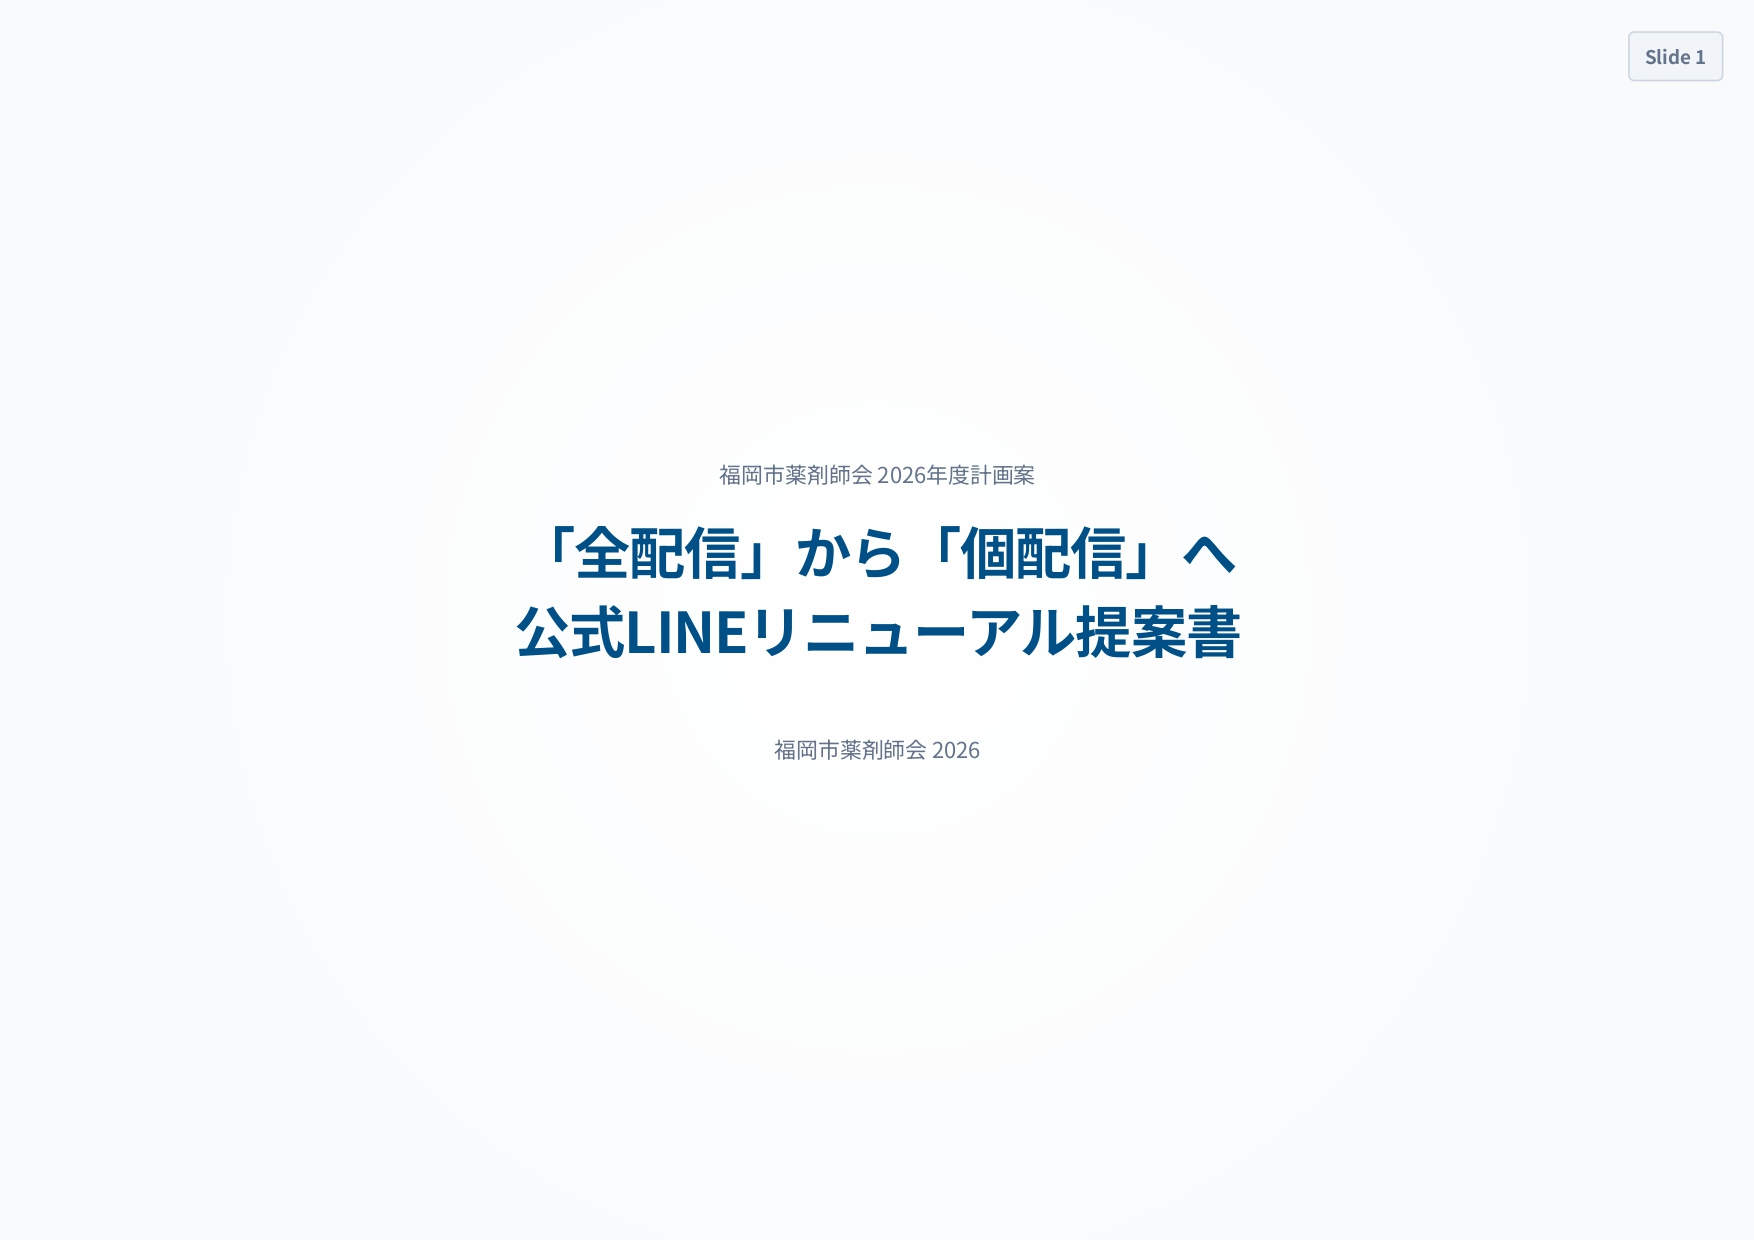 Slide 1
福岡市薬剤師会 2026年度計画案
「全配信」から「個配信」へ
公式LINEリニューアル提案書
福岡市薬剤師会 2026